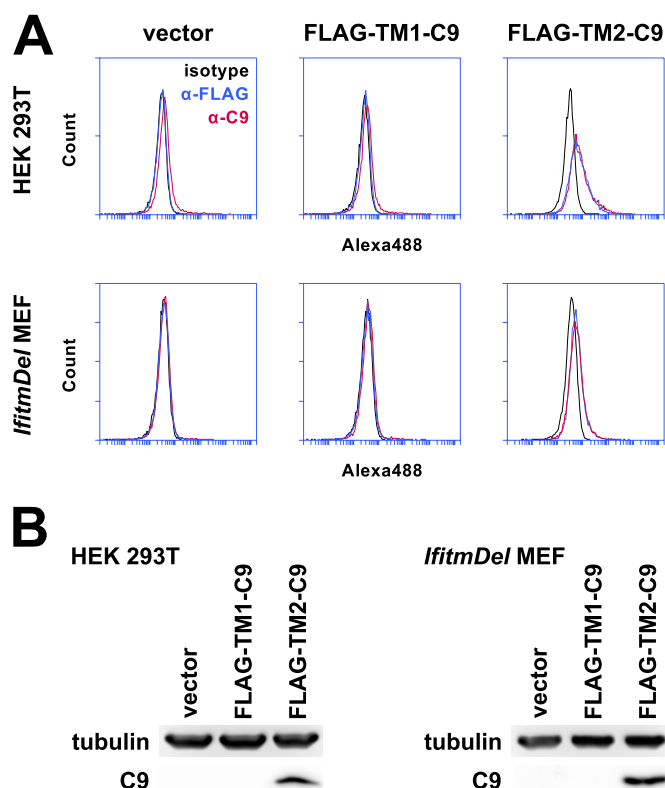 A
vector
FLAG-TM1-C9
FLAG-TM2-C9
HEK 293T
Count
isotype
α-FLAG
α-C9
Alexa488
IfitmDel MEF
Count
Alexa488
B
HEK 293T
IfitmDel MEF
vector
FLAG-TM1-C9
FLAG-TM2-C9
vector
FLAG-TM1-C9
FLAG-TM2-C9
tubulin
tubulin
C9
C9